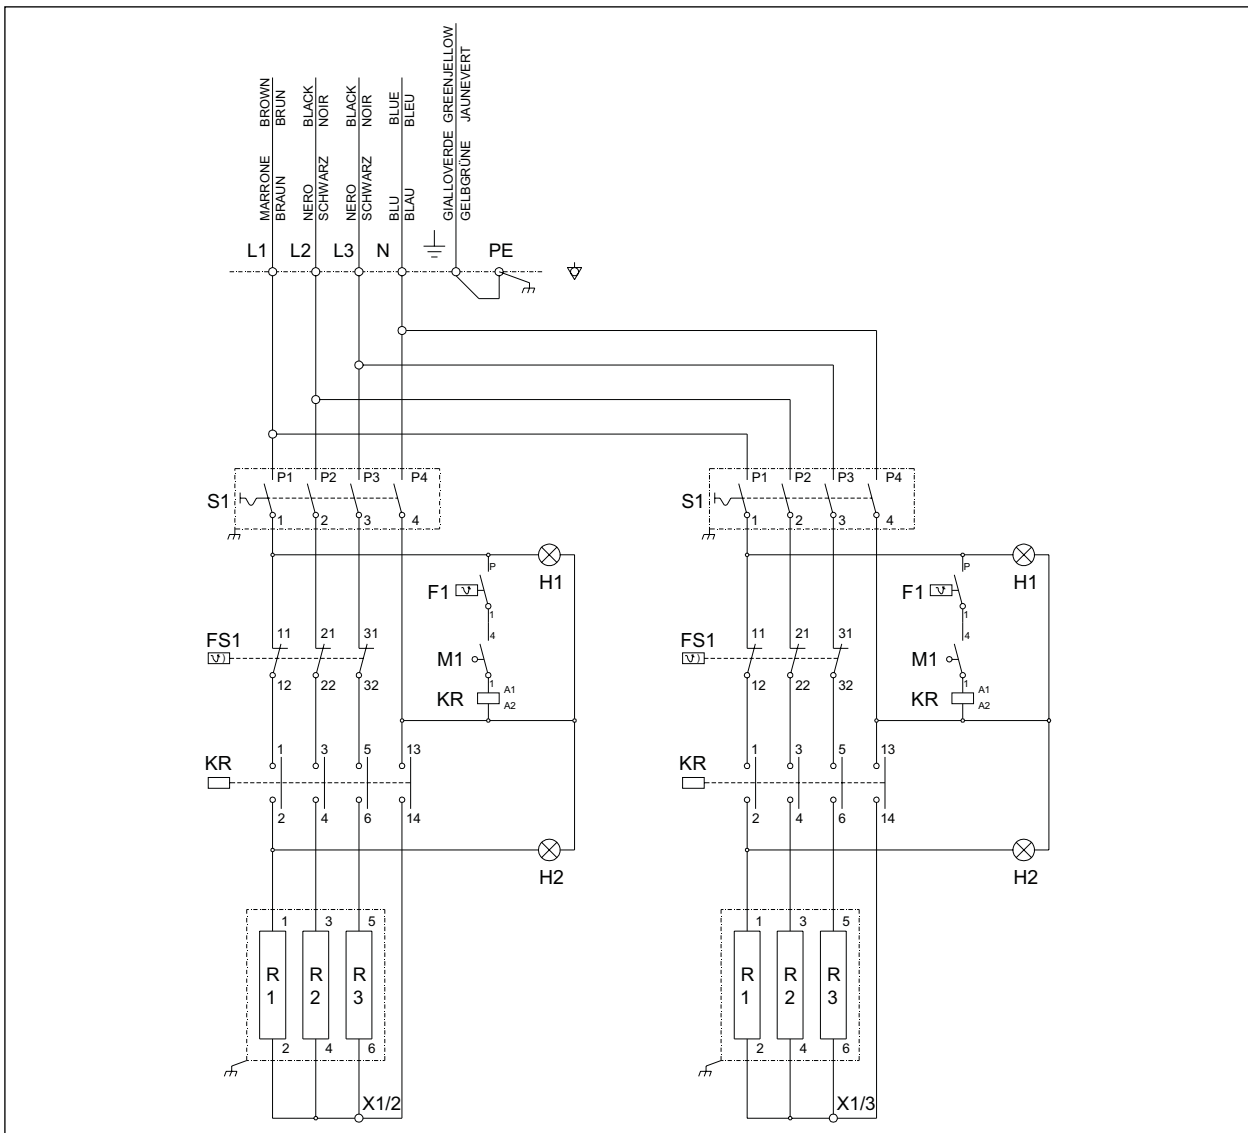 MARRONE BROWN
BRAUN BRUN
NERO BLACK
SCHWARZ NOIR
NERO BLACK
SCHWARZ NOIR
BLU BLUE
BLAU BLEU
GIALLOVERDE GREENJELLOW
GELBGRÜNE JAUNEVERT
L1 L2 L3 N PE
P1 P2 P3 P4 P1 P2 P3 P4
S1 S1
1 2 3 4 1 2 3 4
P P
F1 H1 F1 H1
1 1
FS1 11 21 31 4 FS1 11 21 31 4
M1 M1
12 22 32 1 12 22 32 1
KR A1 KR A1
A2 A2
1 3 5 13 1 3 5 13
KR KR
2 4 6 14 2 4 6 14
H2 H2
1 3 5 1 3 5
R R R R R R
1 2 3 1 2 3
2 4 6 2 4 6
X1/2 X1/3